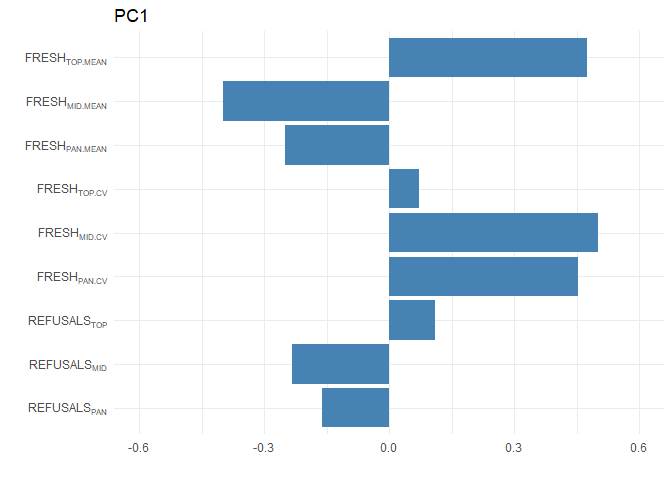 PC1
FRESHTOP.MEAN
FRESHMID.MEAN
FRESHPAN.MEAN
FRESHTOP.CV
FRESHMID.CV
FRESHPAN.CV
REFUSALSTOP
REFUSALSMID
REFUSALSPAN
-0.6 -0.3 0.0 0.3 0.6